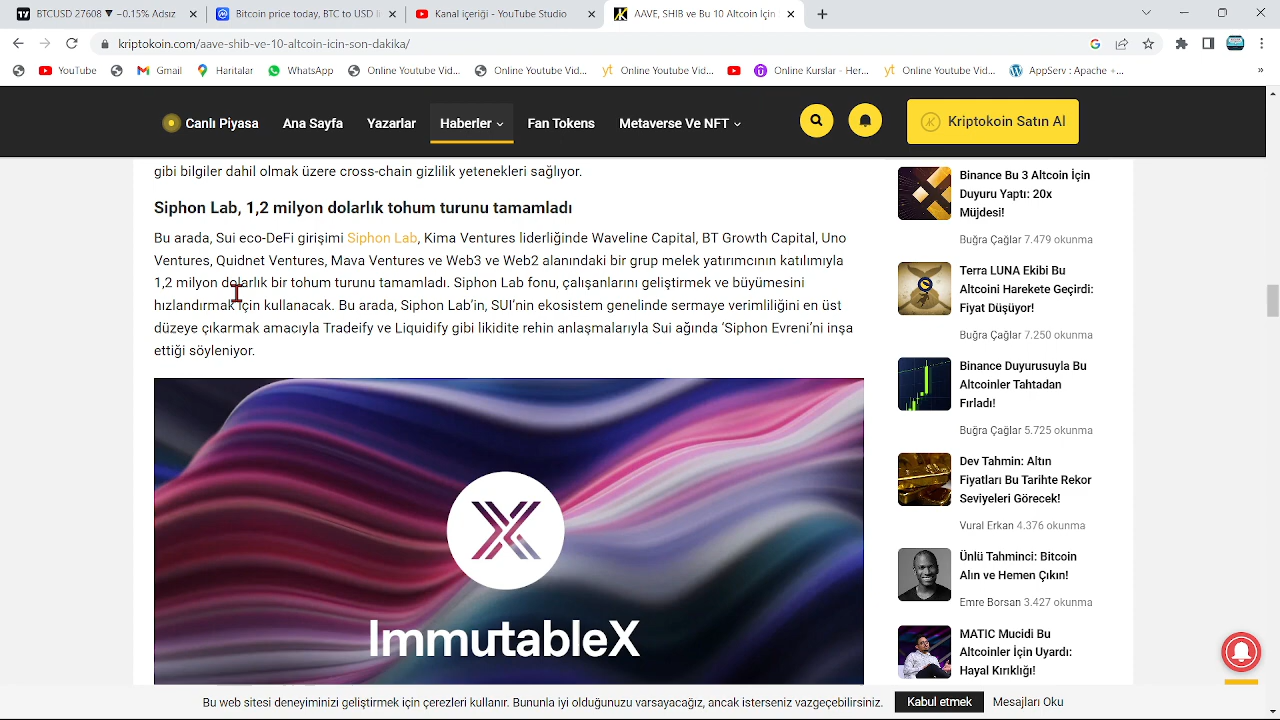 BTCUSD 27608 ▼ −0.15% Adsız
Bitcoin price today, BTC to USD li
Kanal içeriği - YouTube Studio
AAVE, SHIB ve Bu 10 Altcoin İçin
kriptokoin.com/aave-shib-ve-10-altcoin-icin-son-dakika/
YouTube
Gmail
Haritalar
WhatsApp
Online Youtube Vid...
Online Youtube Vid...
Online Youtube Vid...
Online Kurslar - Her...
Online Youtube Vid...
AppServ : Apache +...
»
Canlı Piyasa
Ana Sayfa
Yazarlar
Haberler
Fan Tokens
Metaverse Ve NFT
Kriptokoin Satın Al
gibi bilgiler dahil olmak üzere cross-chain gizlilik yetenekleri sağlıyor.
Siphon Lab, 1,2 milyon dolarlık tohum turunu tamamladı
Bu arada, Sui eco-DeFi girişimi Siphon Lab, Kima Ventures liderliğinde Waveline Capital, BT Growth Capital, Uno
Ventures, Quidnet Ventures, Mava Ventures ve Web3 ve Web2 alanındaki bir grup melek yatırımcının katılımıyla
1,2 milyon dolarlık bir tohum turunu tamamladı. Siphon Lab fonu, çalışanlarını geliştirmek ve büyümesini
hızlandırmak için kullanacak. Bu arada, Siphon Lab’in, SUI’nin ekosistem genelinde sermaye verimliliğini en üst
düzeye çıkarmak amacıyla Tradeify ve Liquidify gibi likidite rehin anlaşmalarıyla Sui ağında ‘Siphon Evreni’ni inşa
ettiği söyleniyor.
ImmutableX
Binance Bu 3 Altcoin İçin
Duyuru Yaptı: 20x
Müjdesi!
Buğra Çağlar 7.479 okunma
Terra LUNA Ekibi Bu
Altcoini Harekete Geçirdi:
Fiyat Düşüyor!
Buğra Çağlar 7.250 okunma
Binance Duyurusuyla Bu
Altcoinler Tahtadan
Fırladı!
Buğra Çağlar 5.725 okunma
Dev Tahmin: Altın
Fiyatları Bu Tarihte Rekor
Seviyeleri Görecek!
Vural Erkan 4.376 okunma
Ünlü Tahminci: Bitcoin
Alın ve Hemen Çıkın!
Emre Borsan 3.427 okunma
MATIC Mucidi Bu
Altcoinler İçin Uyardı:
Hayal Kırıklığı!
Bu site deneyiminizi geliştirmek için çerezleri kullanır. Bununla iyi olduğunuzu varsayacağız, ancak isterseniz vazgeçebilirsiniz.
Kabul etmek
Mesajları Oku